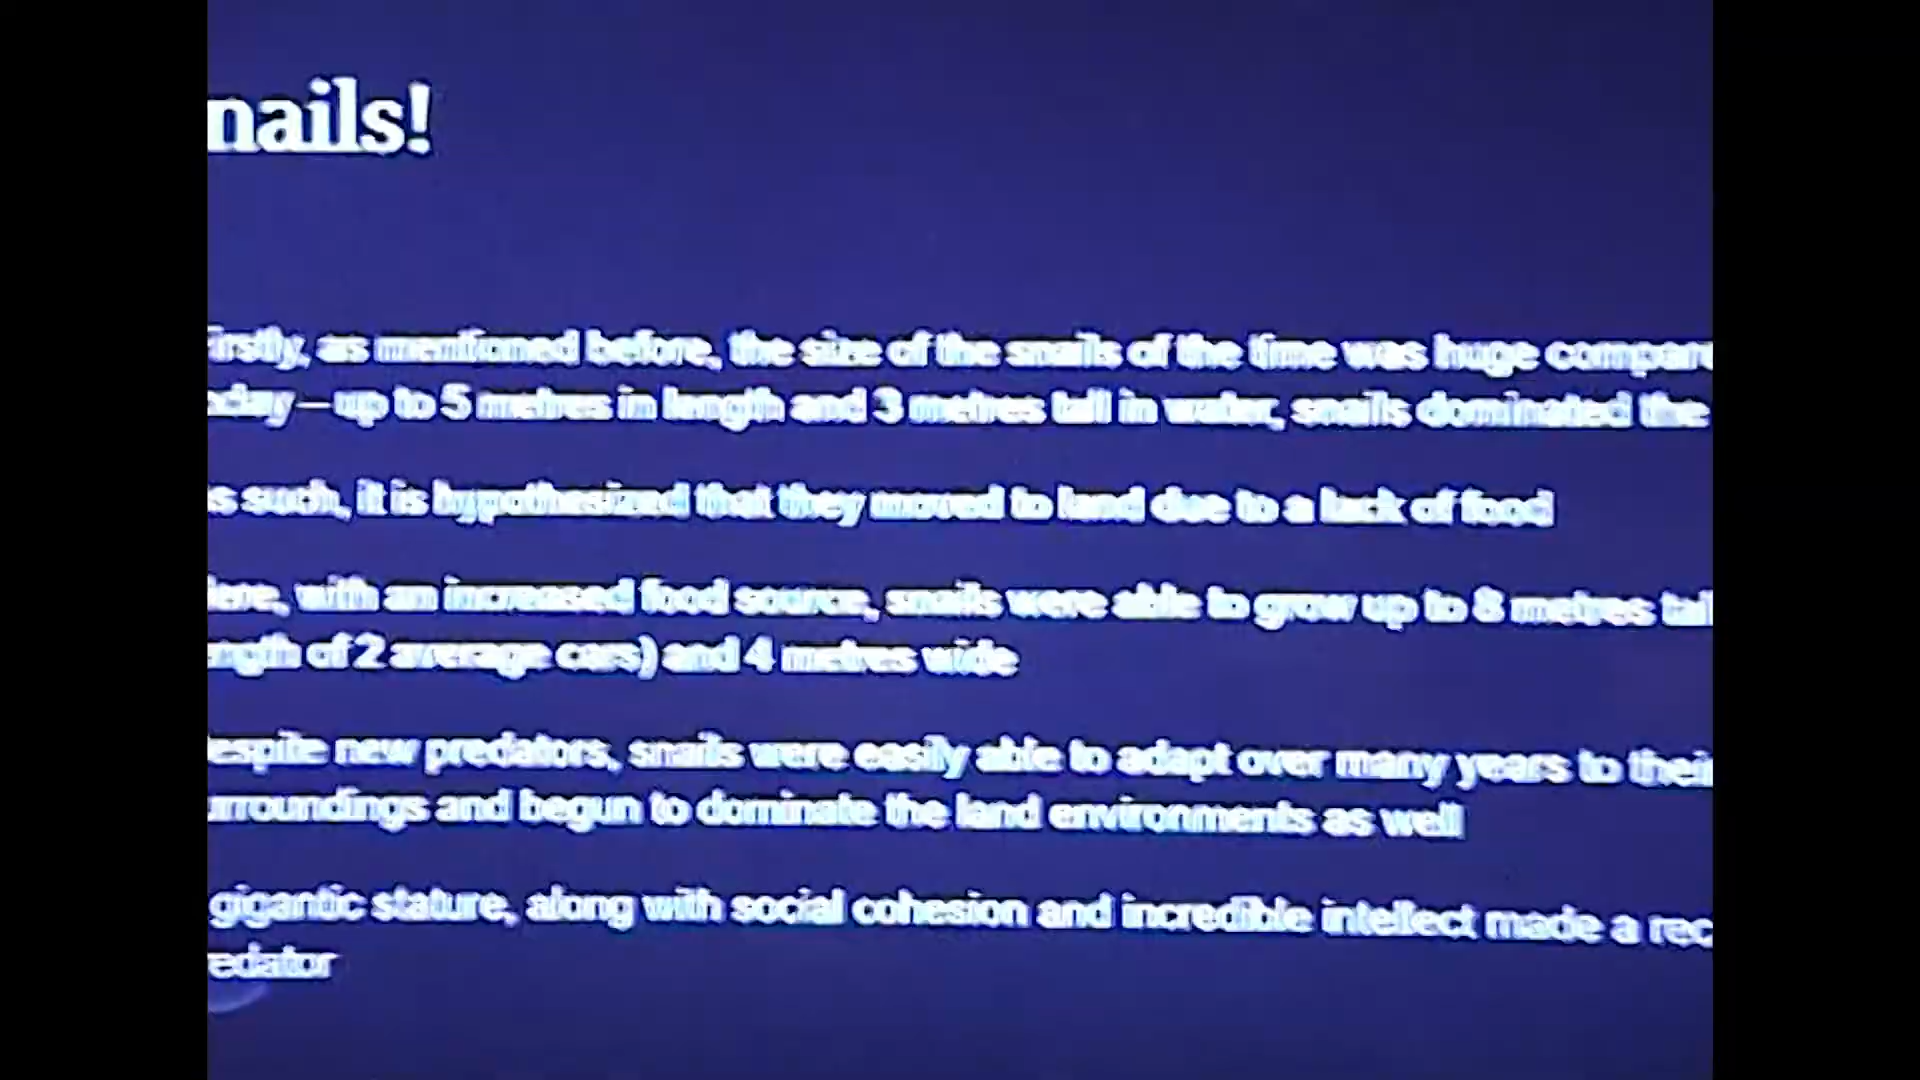 nails!
irstly, as mentioned before, the size of the snails of the time was huge compare
oday—up to 5 metres in length and 3 metres tall in water, snails dominated the
s such, it is hypothesized that they moved to land due to a lack of food
ere, with an increased food source, snails were able to grow up to 8 metres tal
ngth of 2 average cars) and 4 metres wide
espite new predators, snails were easily able to adapt over many years to their
urroundings and begun to dominate the land environments as well
gigantic stature, along with social cohesion and incredible intellect made a rec
edator